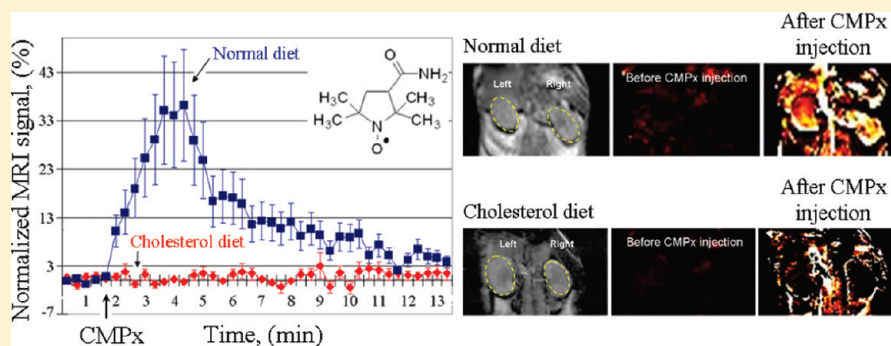 Normalized MRI signal, (%)
43
33
23
13
3
-7
Normal diet
Cholesterol diet
1 2 3 4 5 6 7 8 9 10 11 12 13
CMPx
Time, (min)
O
NH₂
H₃C
CH₃
H₃C
N
CH₃
O•
Normal diet
Left
Right
Before CMPx injection
After CMPx
injection
Cholesterol diet
Left
Right
Before CMPx injection
After CMPx
injection